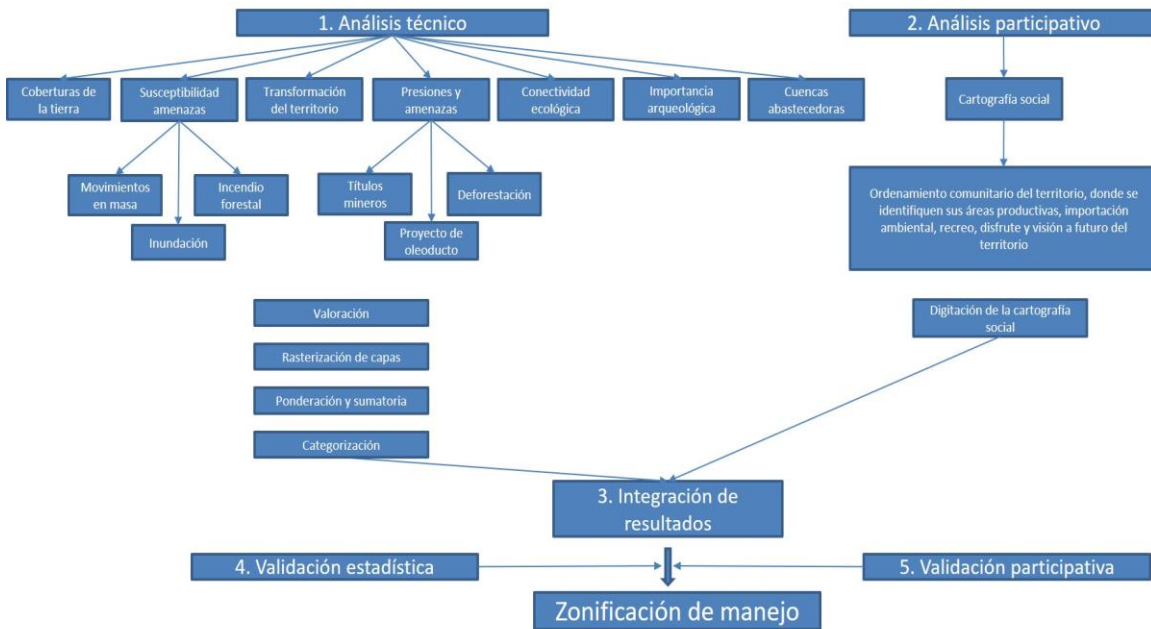 1. Análisis técnico
2. Análisis participativo
Coberturas de
la tierra
Susceptibilidad
amenazas
Transformación
del territorio
Presiones y
amenazas
Conectividad
ecológica
Importancia
arqueológica
Cuencas
abastecedoras
Cartografía social
Movimientos
en masa
Incendio
forestal
Inundación
Títulos
mineros
Deforestación
Proyecto de
oleoducto
Ordenamiento comunitario del territorio, donde se
identifiquen sus áreas productivas, importación
ambiental, recreo, disfrute y visión a futuro del
territorio
Valoración
Rasterización de capas
Ponderación y sumatoria
Categorización
Digitación de la cartografía
social
3. Integración de
resultados
4. Validación estadística
5. Validación participativa
Zonificación de manejo